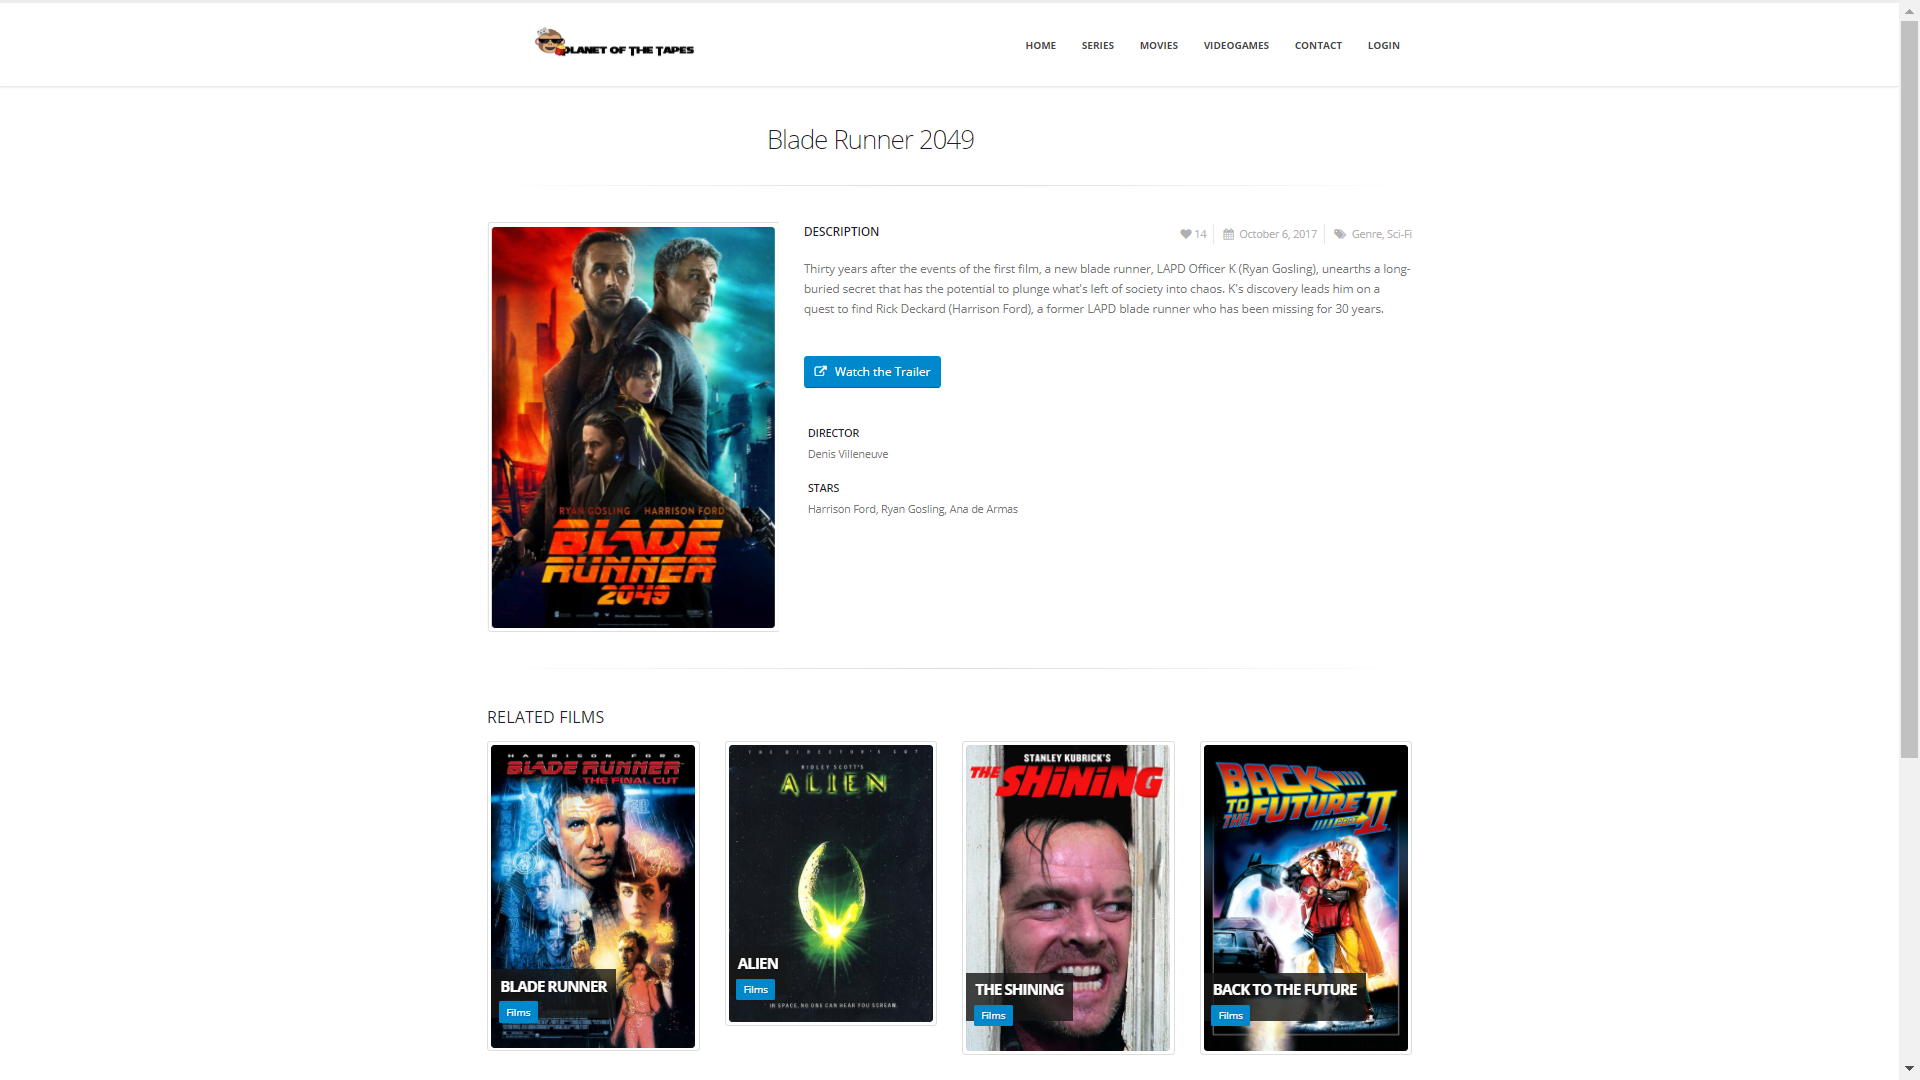 PLANET OF THE TAPES
HOME SERIES MOVIES VIDEOGAMES CONTACT LOGIN
Blade Runner 2049
RYAN GOSLING HARRISON FORD
BLADE
RUNNER
2049
DESCRIPTION
14 October 6, 2017 Genre, Sci-Fi
Thirty years after the events of the first film, a new blade runner, LAPD Officer K (Ryan Gosling), unearths a long-
buried secret that has the potential to plunge what's left of society into chaos. K's discovery leads him on a
quest to find Rick Deckard (Harrison Ford), a former LAPD blade runner who has been missing for 30 years.
Watch the Trailer
DIRECTOR
Denis Villeneuve
STARS
Harrison Ford, Ryan Gosling, Ana de Armas
RELATED FILMS
HARRISON FORD
BLADE RUNNER
THE FINAL CUT
BLADE RUNNER
Films
THE DIRECTOR'S CUT
RIDLEY SCOTT'S
ALIEN
ALIEN
Films
IN SPACE, NO ONE CAN HEAR YOU SCREAM.
STANLEY KUBRICK'S
THE SHiNiNG
THE SHINING
Films
BACK
TO THE FUTURE
PART II
BACK TO THE FUTURE
Films